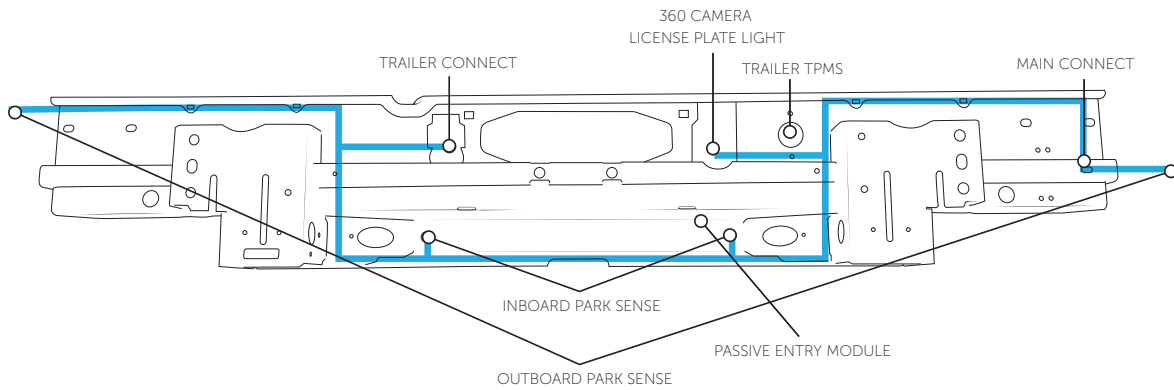 360 CAMERA
LICENSE PLATE LIGHT
TRAILER CONNECT
TRAILER TPMS
MAIN CONNECT
INBOARD PARK SENSE
PASSIVE ENTRY MODULE
OUTBOARD PARK SENSE